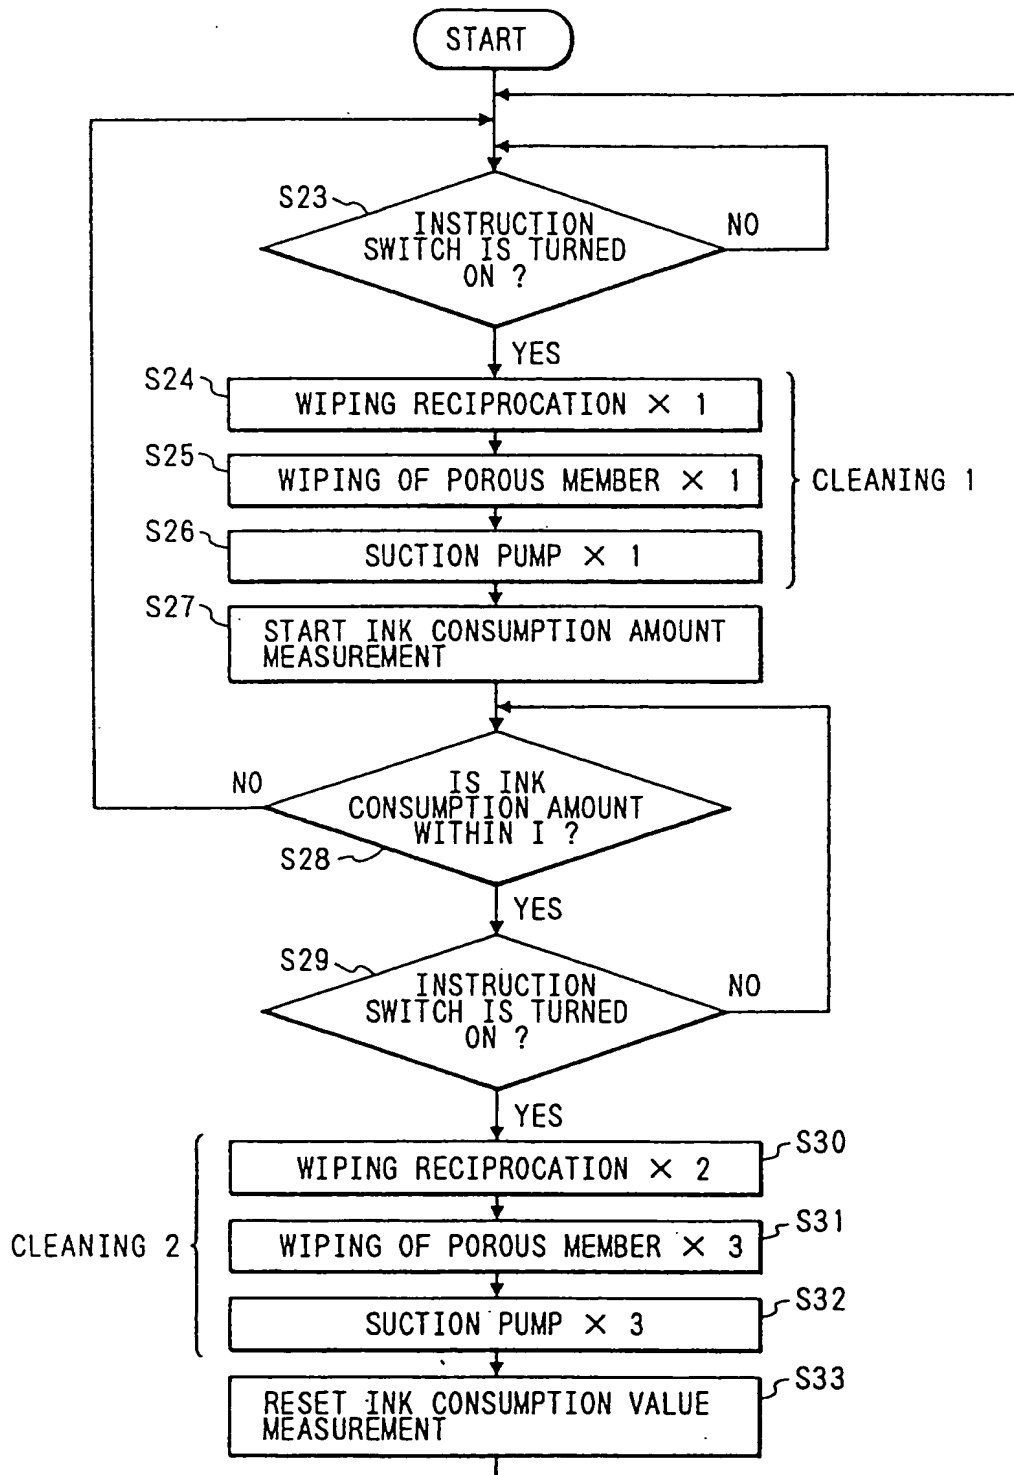 START
S23
INSTRUCTION
SWITCH IS TURNED
ON ?
NO
YES
S24
WIPING RECIPROCATION × 1
S25
WIPING OF POROUS MEMBER × 1
CLEANING 1
S26
SUCTION PUMP × 1
S27
START INK CONSUMPTION AMOUNT
MEASUREMENT
NO
IS INK
CONSUMPTION AMOUNT
WITHIN I ?
S28
YES
S29
INSTRUCTION
SWITCH IS TURNED
ON ?
NO
YES
S30
WIPING RECIPROCATION × 2
S31
CLEANING 2
WIPING OF POROUS MEMBER × 3
S32
SUCTION PUMP × 3
S33
RESET INK CONSUMPTION VALUE
MEASUREMENT